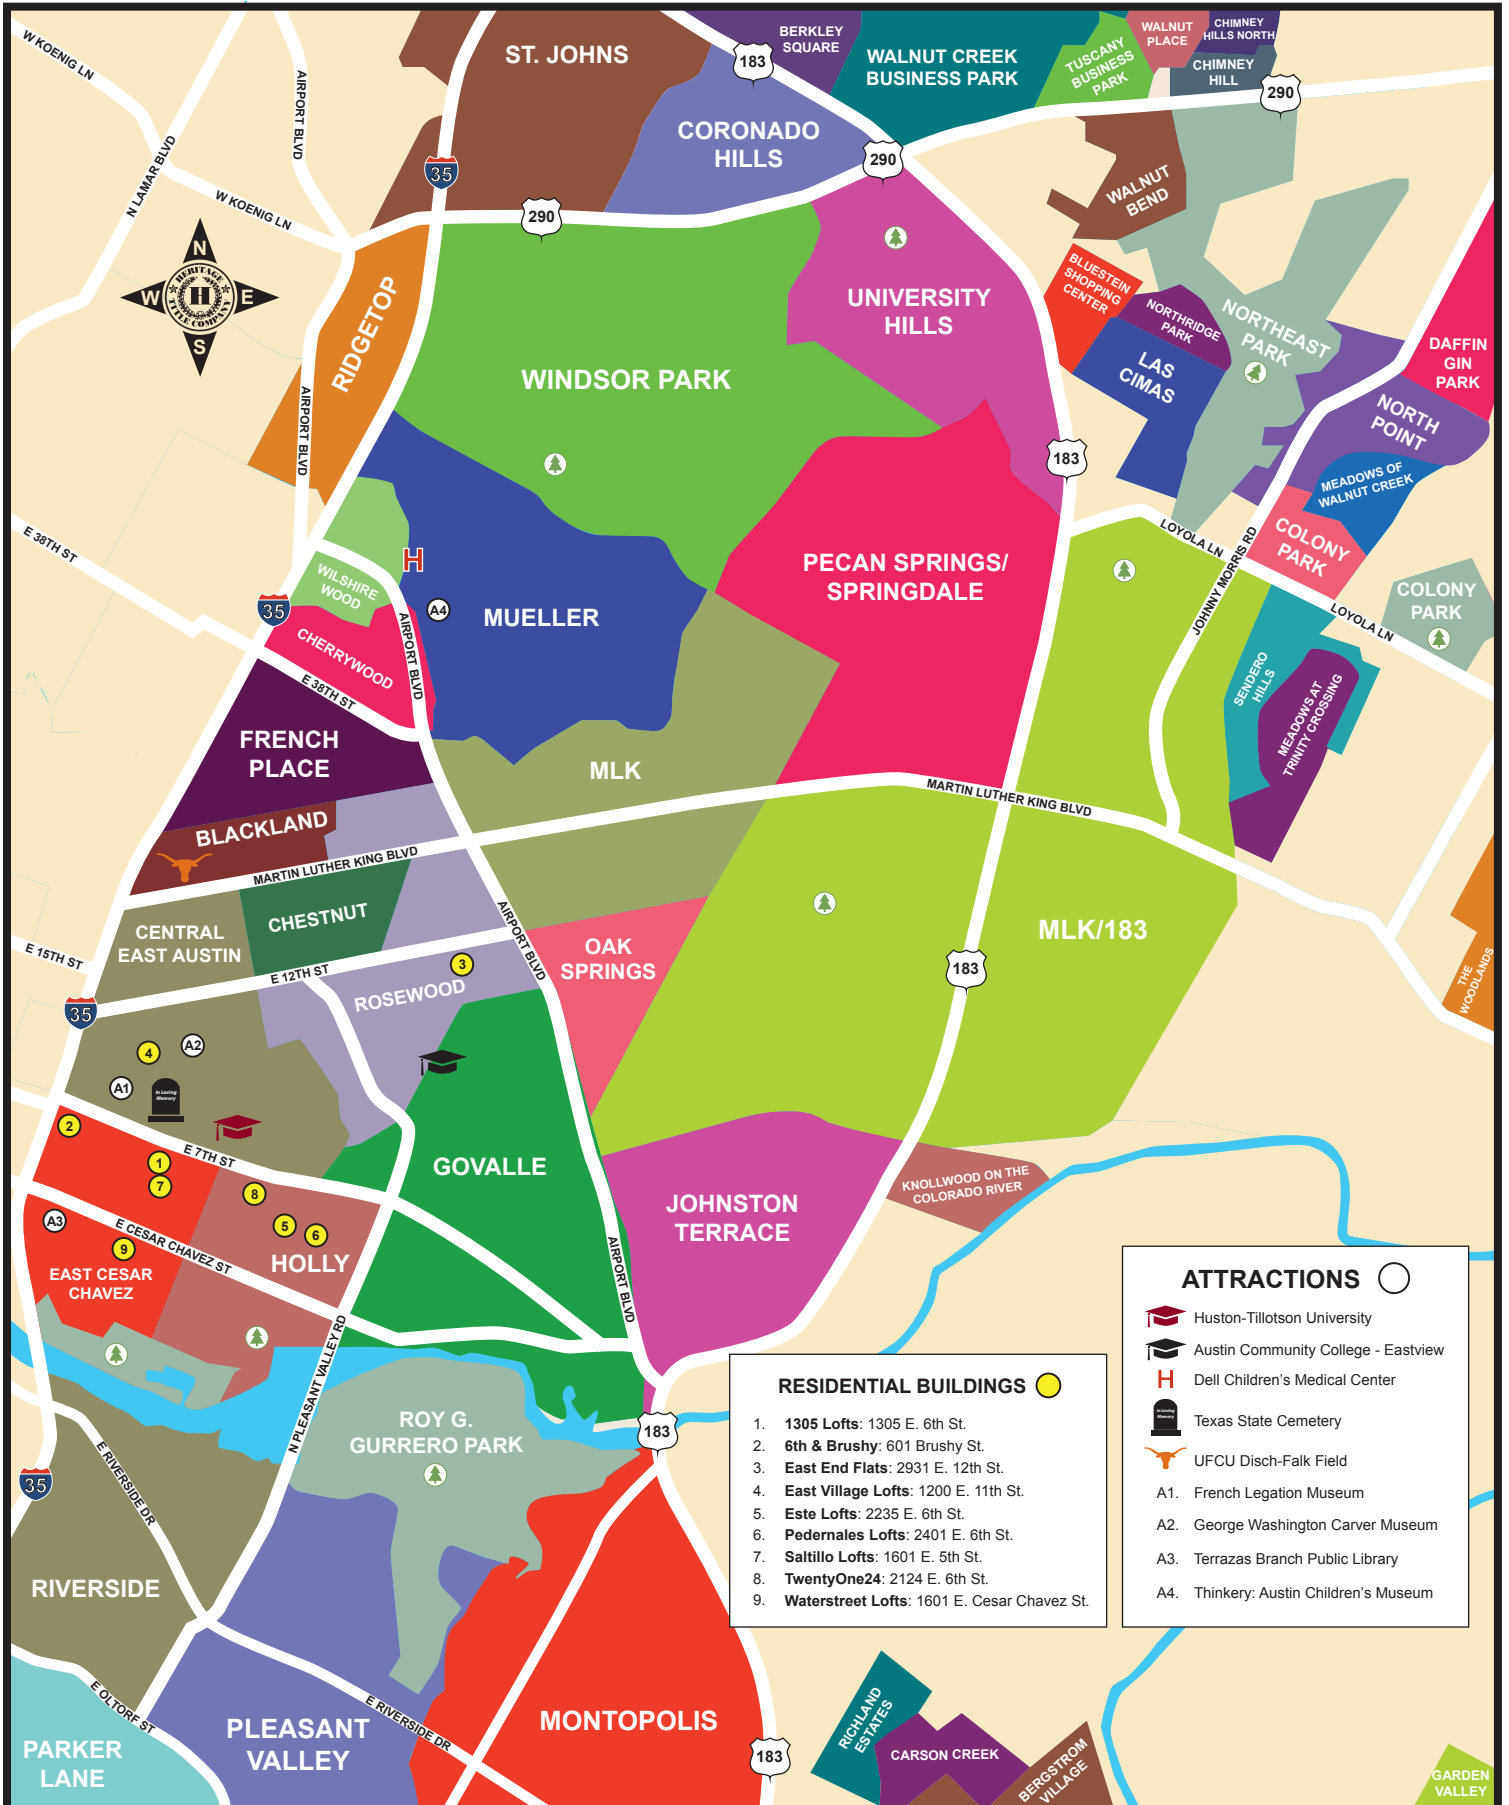 W KOENIG LN
AIRPORT BLVD
N LAMAR BLVD
W KOENIG LN
ST. JOHNS
183
BERKLEY
SQUARE
WALNUT CREEK
BUSINESS PARK
TUSCANY
BUSINESS
PARK
WALNUT
PLACE
CHIMNEY
HILLS NORTH
CHIMNEY
HILL
290
CORONADO
HILLS
290
35
290
WALNUT
BEND
N
W
E
S
HERITAGE
H
TITLE COMPANY
RIDGETOP
AIRPORT BLVD
WINDSOR PARK
UNIVERSITY
HILLS
BLUESTEIN
SHOPPING
CENTER
NORTHRIDGE
PARK
LAS
CIMAS
NORTHEAST
PARK
DAFFIN
GIN
PARK
NORTH
POINT
MEADOWS OF
WALNUT CREEK
183
COLONY
PARK
LOYOLA LN
JOHNNY MORRIS RD
COLONY
PARK
LOYOLA LN
E 38TH ST
H
WILSHIRE
WOOD
35
A4
MUELLER
PECAN SPRINGS/
SPRINGDALE
CHERRYWOOD
AIRPORT BLVD
E 38TH ST
SENDERO
HILLS
MEADOWS AT
TRINITY CROSSING
FRENCH
PLACE
MLK
MARTIN LUTHER KING BLVD
BLACKLAND
MARTIN LUTHER KING BLVD
CHESTNUT
CENTRAL
EAST AUSTIN
AIRPORT BLVD
E 15TH ST
E 12TH ST
3
ROSEWOOD
OAK
SPRINGS
MLK/183
183
THE
WOODLANDS
35
4
A2
A1
In Loving
Memory
2
E 7TH ST
1
7
8
5
6
GOVALLE
JOHNSTON
TERRACE
KNOLLWOOD ON THE
COLORADO RIVER
A3
E CESAR CHAVEZ ST
9
HOLLY
EAST CESAR
CHAVEZ
AIRPORT BLVD
N PLEASANT VALLEY RD
ROY G.
GURRERO PARK
183
35
E RIVERSIDE DR
RIVERSIDE
E OLTORF ST
PARKER
LANE
PLEASANT
VALLEY
E RIVERSIDE DR
MONTOPOLIS
183
RICHLAND
ESTATES
CARSON CREEK
BERGSTROM
VILLAGE
GARDEN
VALLEY
RESIDENTIAL BUILDINGS
1. 1305 Lofts: 1305 E. 6th St.
2. 6th & Brushy: 601 Brushy St.
3. East End Flats: 2931 E. 12th St.
4. East Village Lofts: 1200 E. 11th St.
5. Este Lofts: 2235 E. 6th St.
6. Pedernales Lofts: 2401 E. 6th St.
7. Saltillo Lofts: 1601 E. 5th St.
8. TwentyOne24: 2124 E. 6th St.
9. Waterstreet Lofts: 1601 E. Cesar Chavez St.
ATTRACTIONS
Huston-Tillotson University
Austin Community College - Eastview
H Dell Children's Medical Center
In Loving
Memory
Texas State Cemetery
UFCU Disch-Falk Field
A1. French Legation Museum
A2. George Washington Carver Museum
A3. Terrazas Branch Public Library
A4. Thinkery: Austin Children's Museum